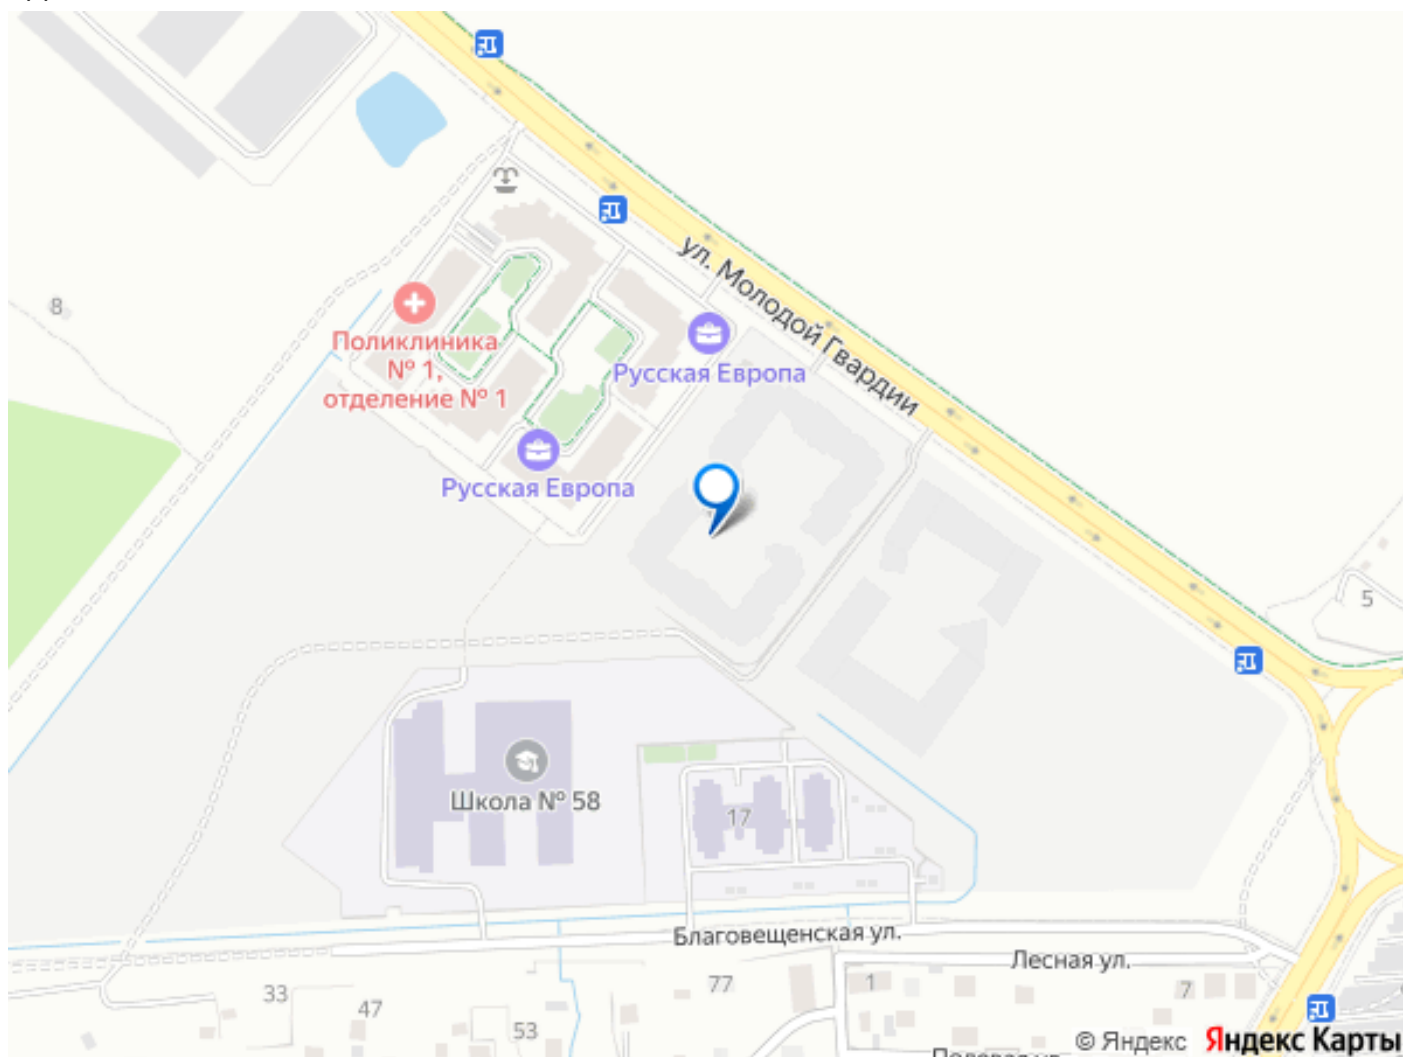 ул. Молодой Гвардии
8
Поликлиника
№ 1,
отделение № 1
Русская Европа
Русская Европа
5
Школа № 58
17
Благовещенская ул.
Лесная ул.
77
1
7
33
47
53
© Яндекс Яндекс Карты